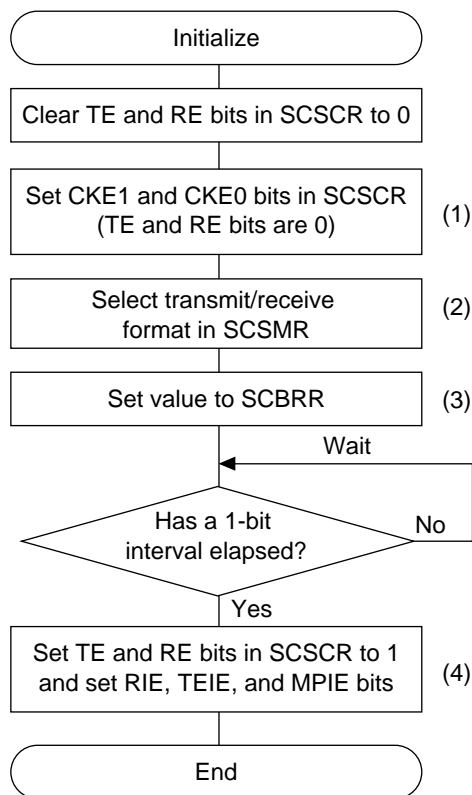 Initialize
Clear TE and RE bits in SCSCR to 0
Set CKE1 and CKE0 bits in SCSCR
(TE and RE bits are 0)
(1)
Select transmit/receive
format in SCSMR
(2)
Set value to SCBRR
(3)
Wait
Has a 1-bit
interval elapsed?
No
Yes
Set TE and RE bits in SCSCR to 1
and set RIE, TEIE, and MPIE bits
(4)
End